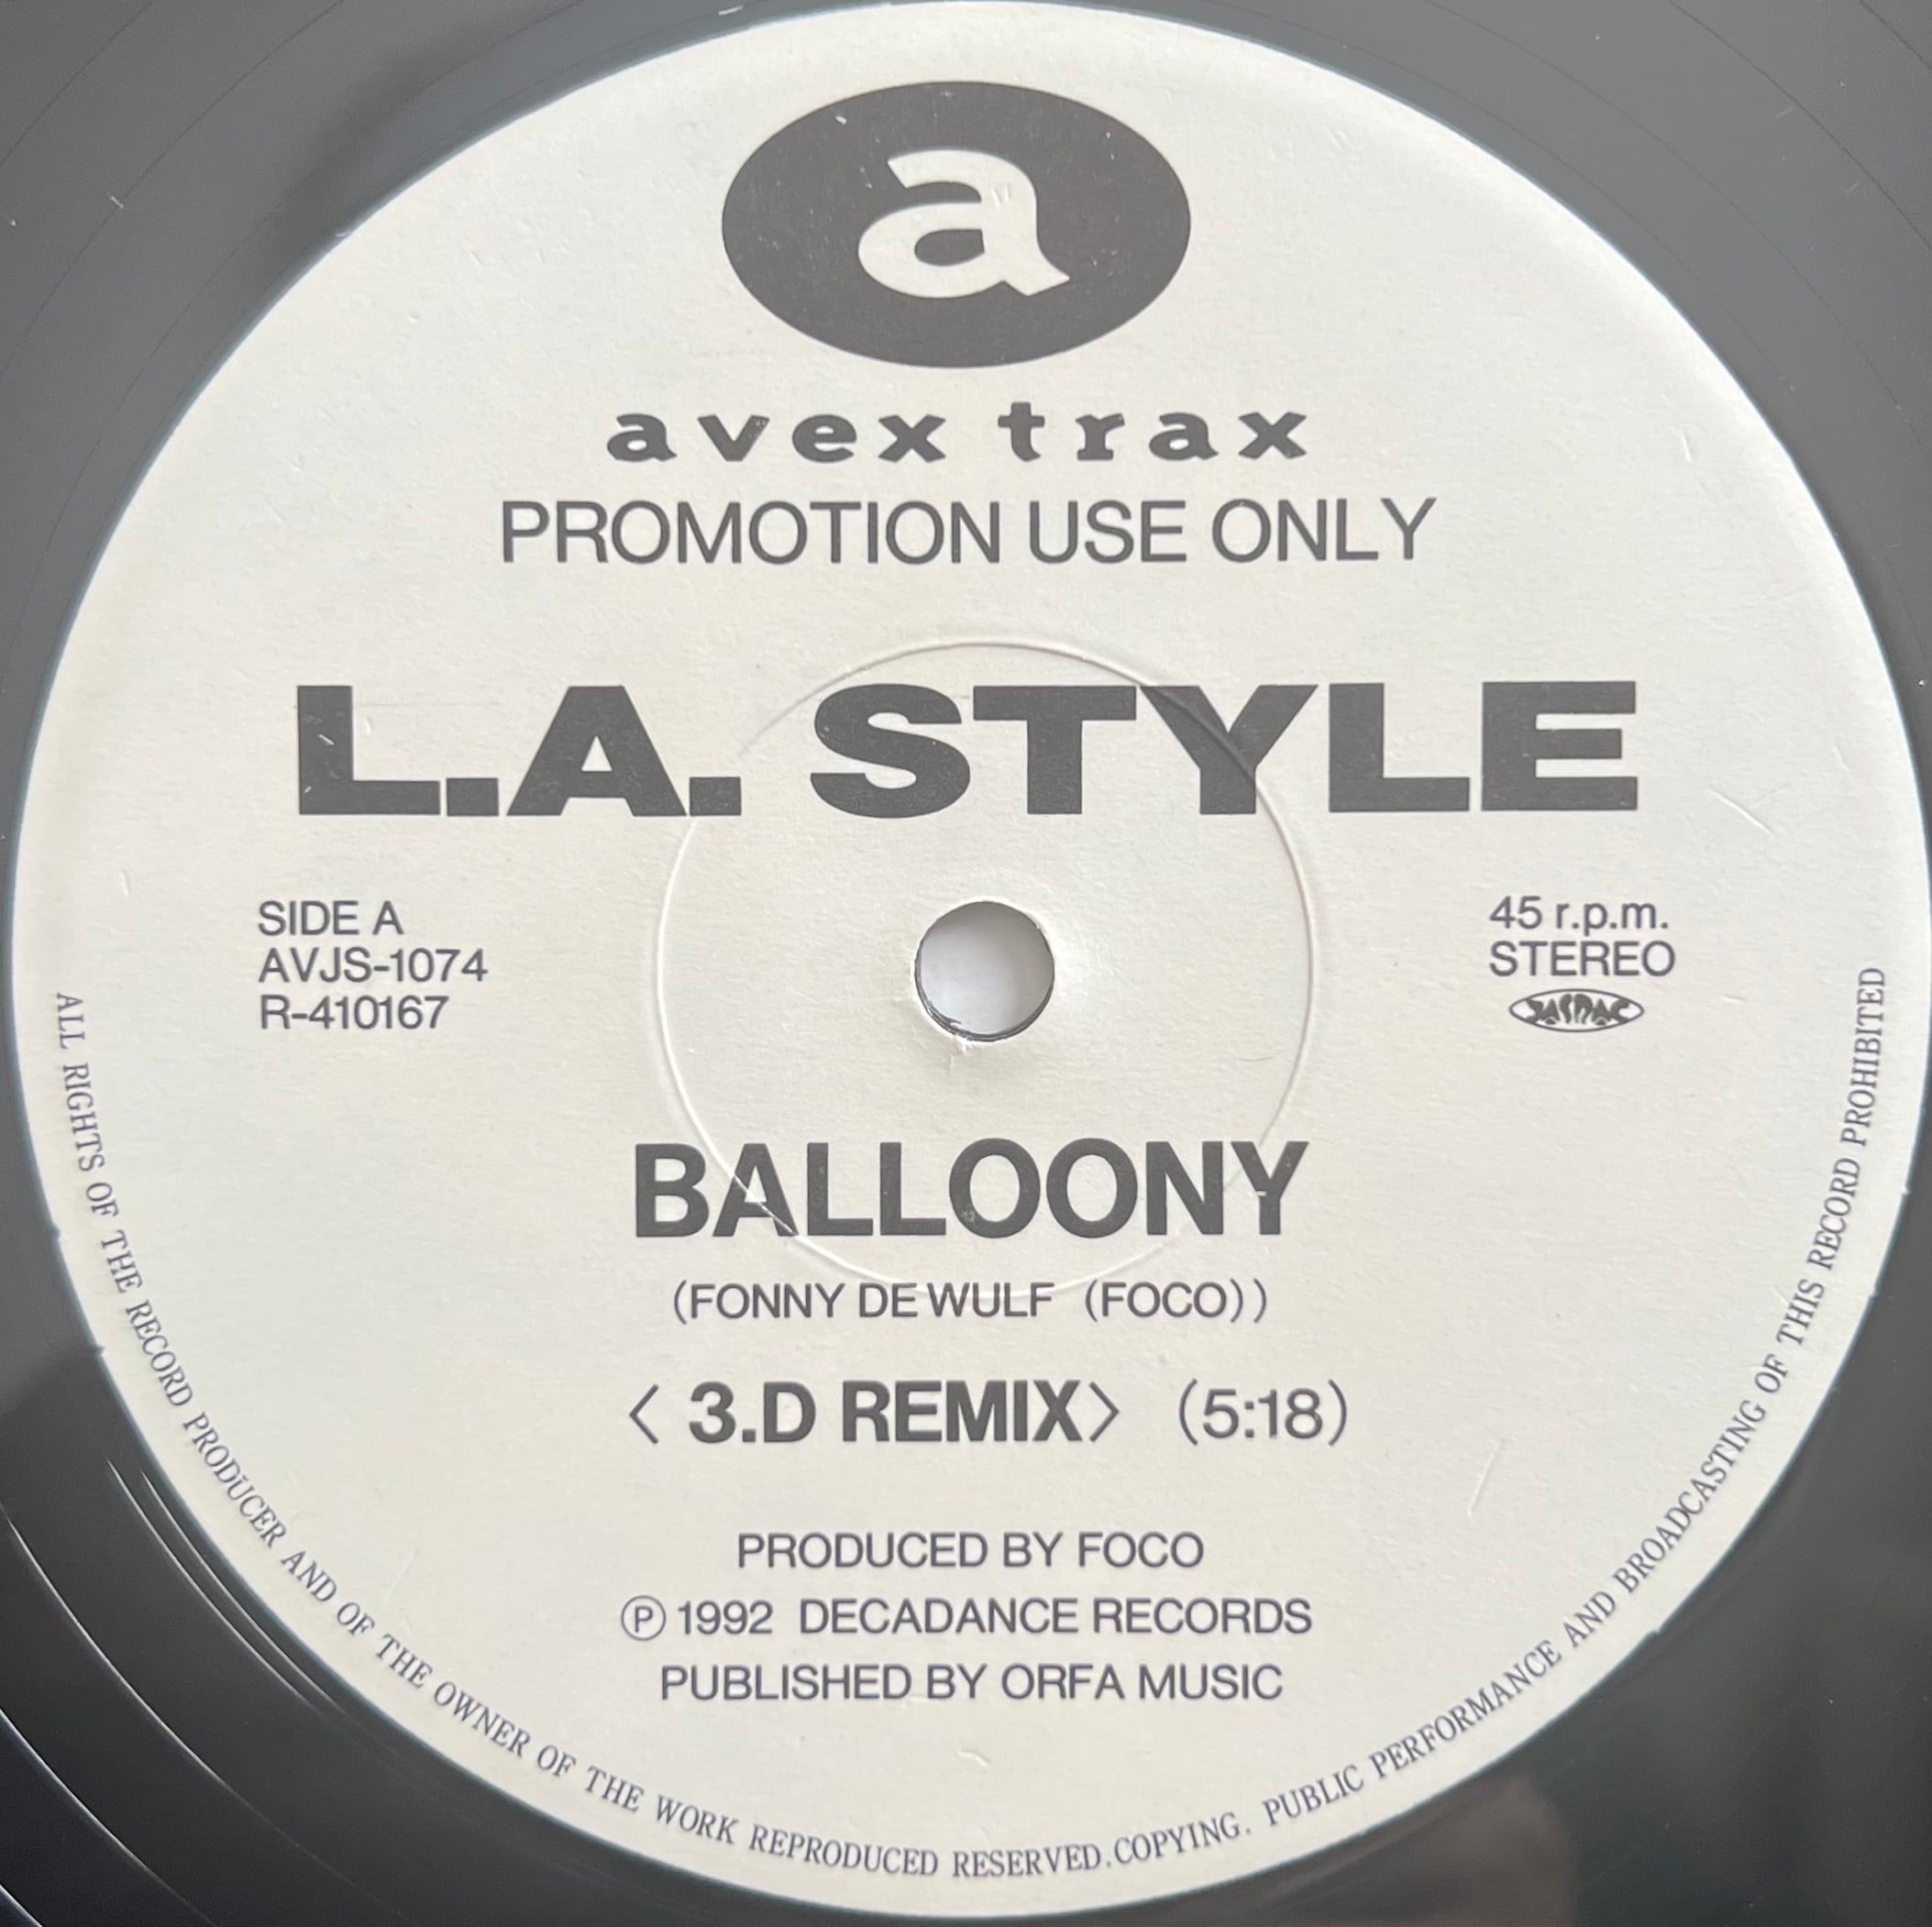 a
avex trax
PROMOTION USE ONLY
L.A. STYLE
SIDE A
AVJS-1074
R-410167
45 r.p.m.
STEREO
JASRAC
BALLOONY
(FONNY DE WULF (FOCO))
〈 3.D REMIX〉 (5:18)
PRODUCED BY FOCO
Ⓟ 1992 DECADANCE RECORDS
PUBLISHED BY ORFA MUSIC
ALL RIGHTS OF THE RECORD PRODUCER AND OF THE OWNER OF THE WORK REPRODUCED RESERVED. COPYING. PUBLIC PERFORMANCE AND BROADCASTING OF THIS RECORD PROHIBITED